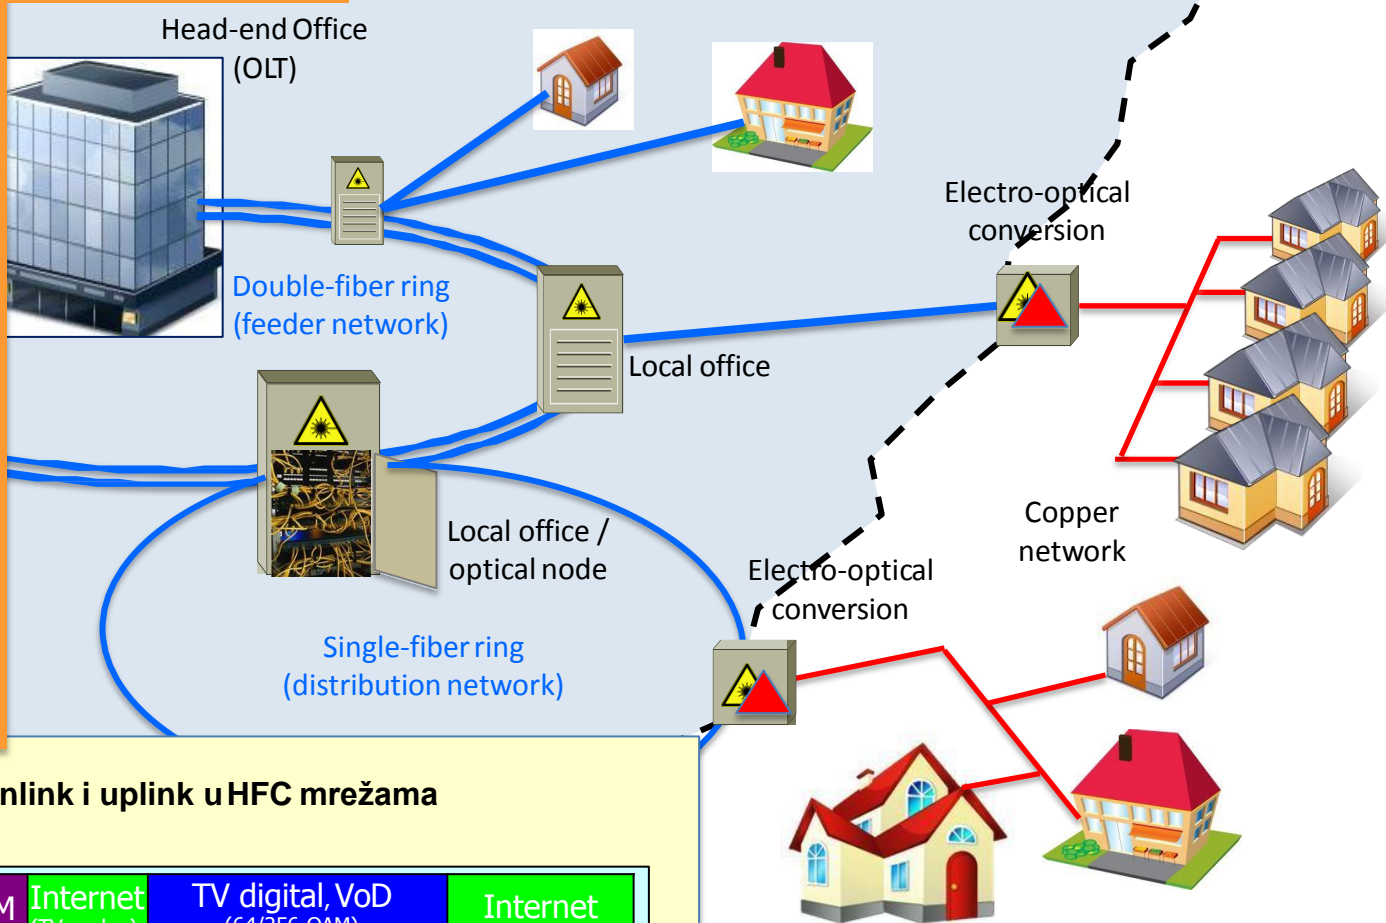 Head-end Office
(OLT)
Electro-optical
conversion
Double-fiber ring
(feeder network)
Local office
Copper
network
Local office /
optical node
Electro-optical
conversion
Single-fiber ring
(distribution network)
nlink i uplink u HFC mrežama
M
Internet
TV digital, VoD
Internet